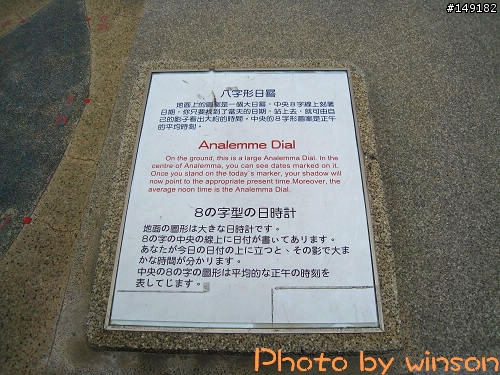 #149182
八字形日晷
地面上的圖案是一個大日晷，中央8字線上刻著
日期，你只要找到了當天的日期，站上去，就可由自
己的影子看出大約的時間。中央的8字形圖案是正午
的平均時刻。
Analemme Dial
On the ground, this is a large Analemma Dial. In the
centre of Analemma, you can see dates marked on it.
Once you stand on the today`s marker, your shadow will
now point to the appropriate present time.Moreover, the
average noon time is the Analemma Dial.
8の字型の日時計
地面の圖形は大きな日時計です。
8の字の中央の線上に日付が書いてあります。
あなたが今日の日付の上に立つと、その影で大ま
かな時間が分かります。
中央の8の字の圖形は平均的な正午の時刻を
表してじます。
Photo by winson